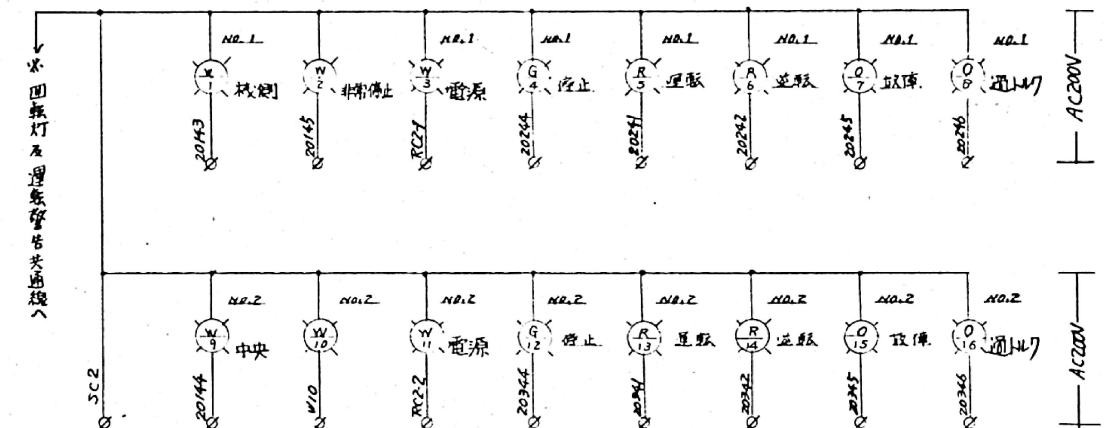 NO.1 NO.1 NO.1 NO.1 NO.1 NO.1 NO.1
W 1 機側 W 2 非常停止 W 3 電源 G 4 停止 R 5 運転 R 6 逆転 O 7 故障 O 8 過トルク
20143 20145 RC2-1 20244 20241 20242 20245 20246
AC200V
回転灯及運転警告共通線へ
NO.2 NO.2 NO.2 NO.2 NO.2 NO.2 NO.2 NO.2
W 9 中央 W 10 W 11 電源 G 12 停止 R 13 運転 R 14 逆転 O 15 故障 O 16 過トルク
SC2 20144 V10 RC2-2 20344 20341 20342 20345 20346
AC200V